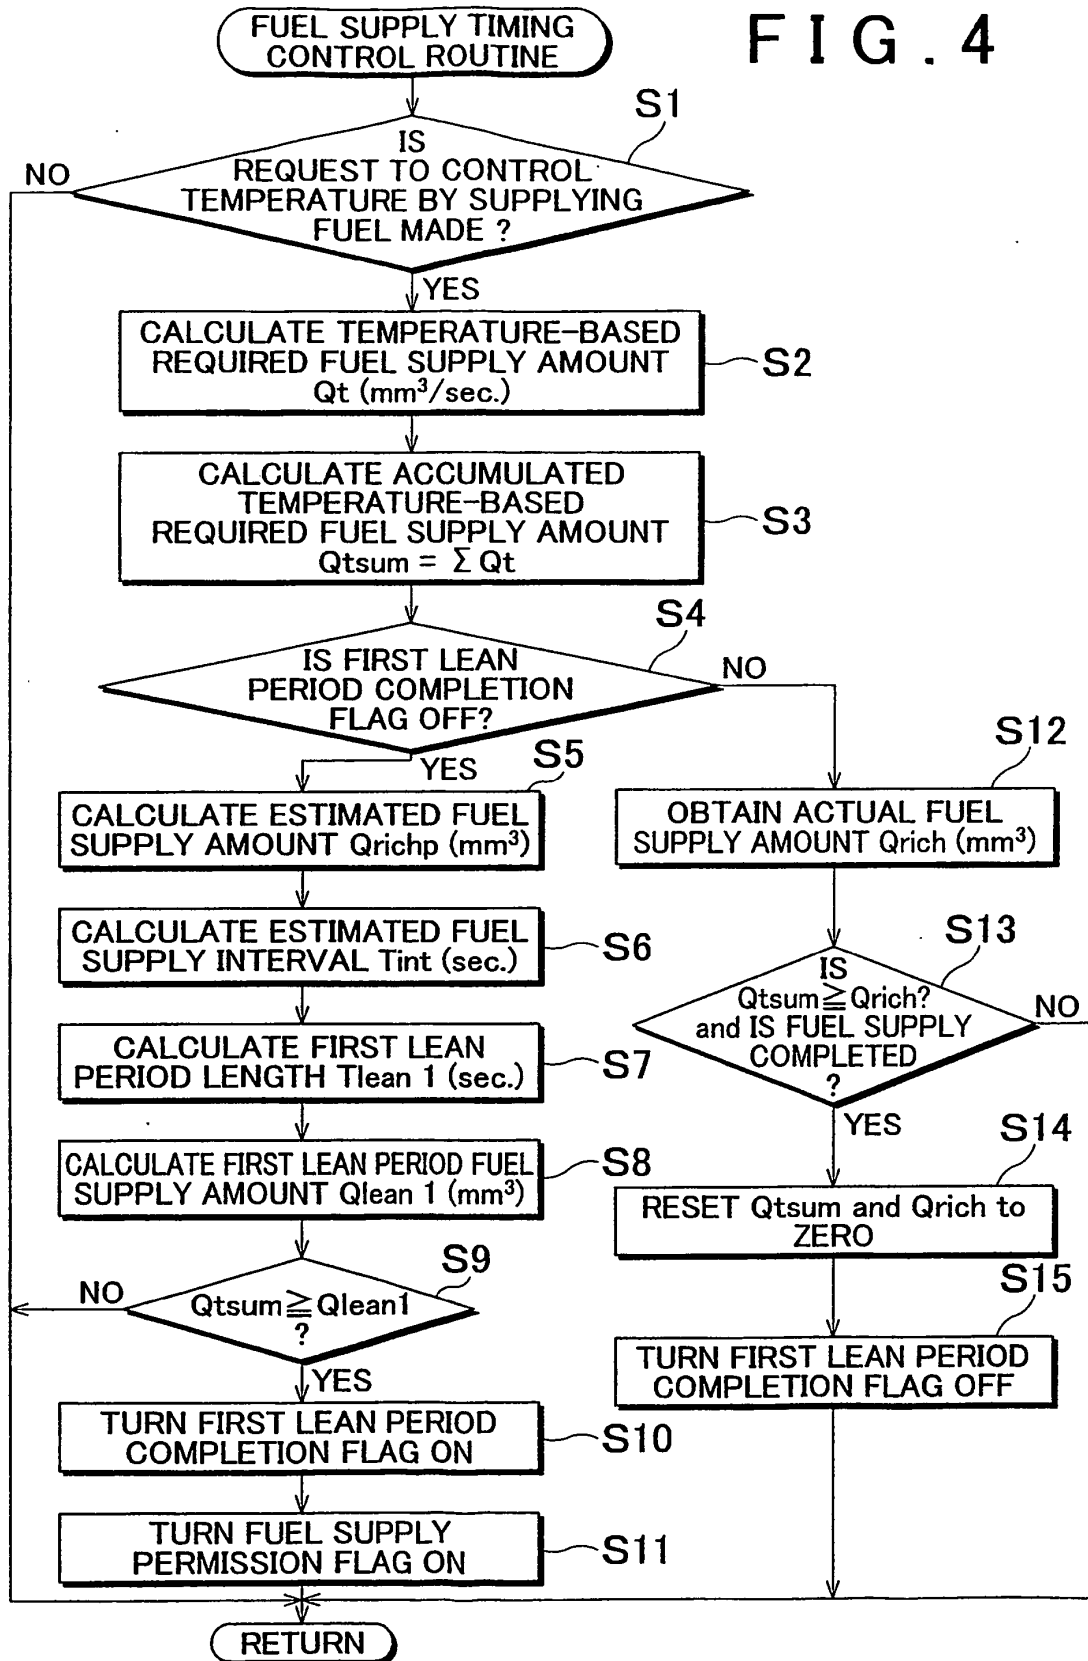 FUEL SUPPLY TIMING
CONTROL ROUTINE
FIG. 4
S1
IS
REQUEST TO CONTROL
TEMPERATURE BY SUPPLYING
FUEL MADE ?
NO
YES
CALCULATE TEMPERATURE-BASED
REQUIRED FUEL SUPPLY AMOUNT
Qt (mm³/sec.)
S2
CALCULATE ACCUMULATED
TEMPERATURE-BASED
REQUIRED FUEL SUPPLY AMOUNT
Qtsum = Σ Qt
S3
S4
IS FIRST LEAN
PERIOD COMPLETION
FLAG OFF?
NO
YES
S5
CALCULATE ESTIMATED FUEL
SUPPLY AMOUNT Qrichp (mm³)
CALCULATE ESTIMATED FUEL
SUPPLY INTERVAL Tint (sec.)
S6
CALCULATE FIRST LEAN
PERIOD LENGTH Tlean 1 (sec.)
S7
CALCULATE FIRST LEAN PERIOD FUEL
SUPPLY AMOUNT Qlean 1 (mm³)
S8
S9
Qtsum≧Qlean1
?
NO
YES
TURN FIRST LEAN PERIOD
COMPLETION FLAG ON
S10
TURN FUEL SUPPLY
PERMISSION FLAG ON
S11
S12
OBTAIN ACTUAL FUEL
SUPPLY AMOUNT Qrich (mm³)
S13
IS
Qtsum≧Qrich?
and IS FUEL SUPPLY
COMPLETED
?
NO
YES
S14
RESET Qtsum and Qrich to
ZERO
S15
TURN FIRST LEAN PERIOD
COMPLETION FLAG OFF
RETURN